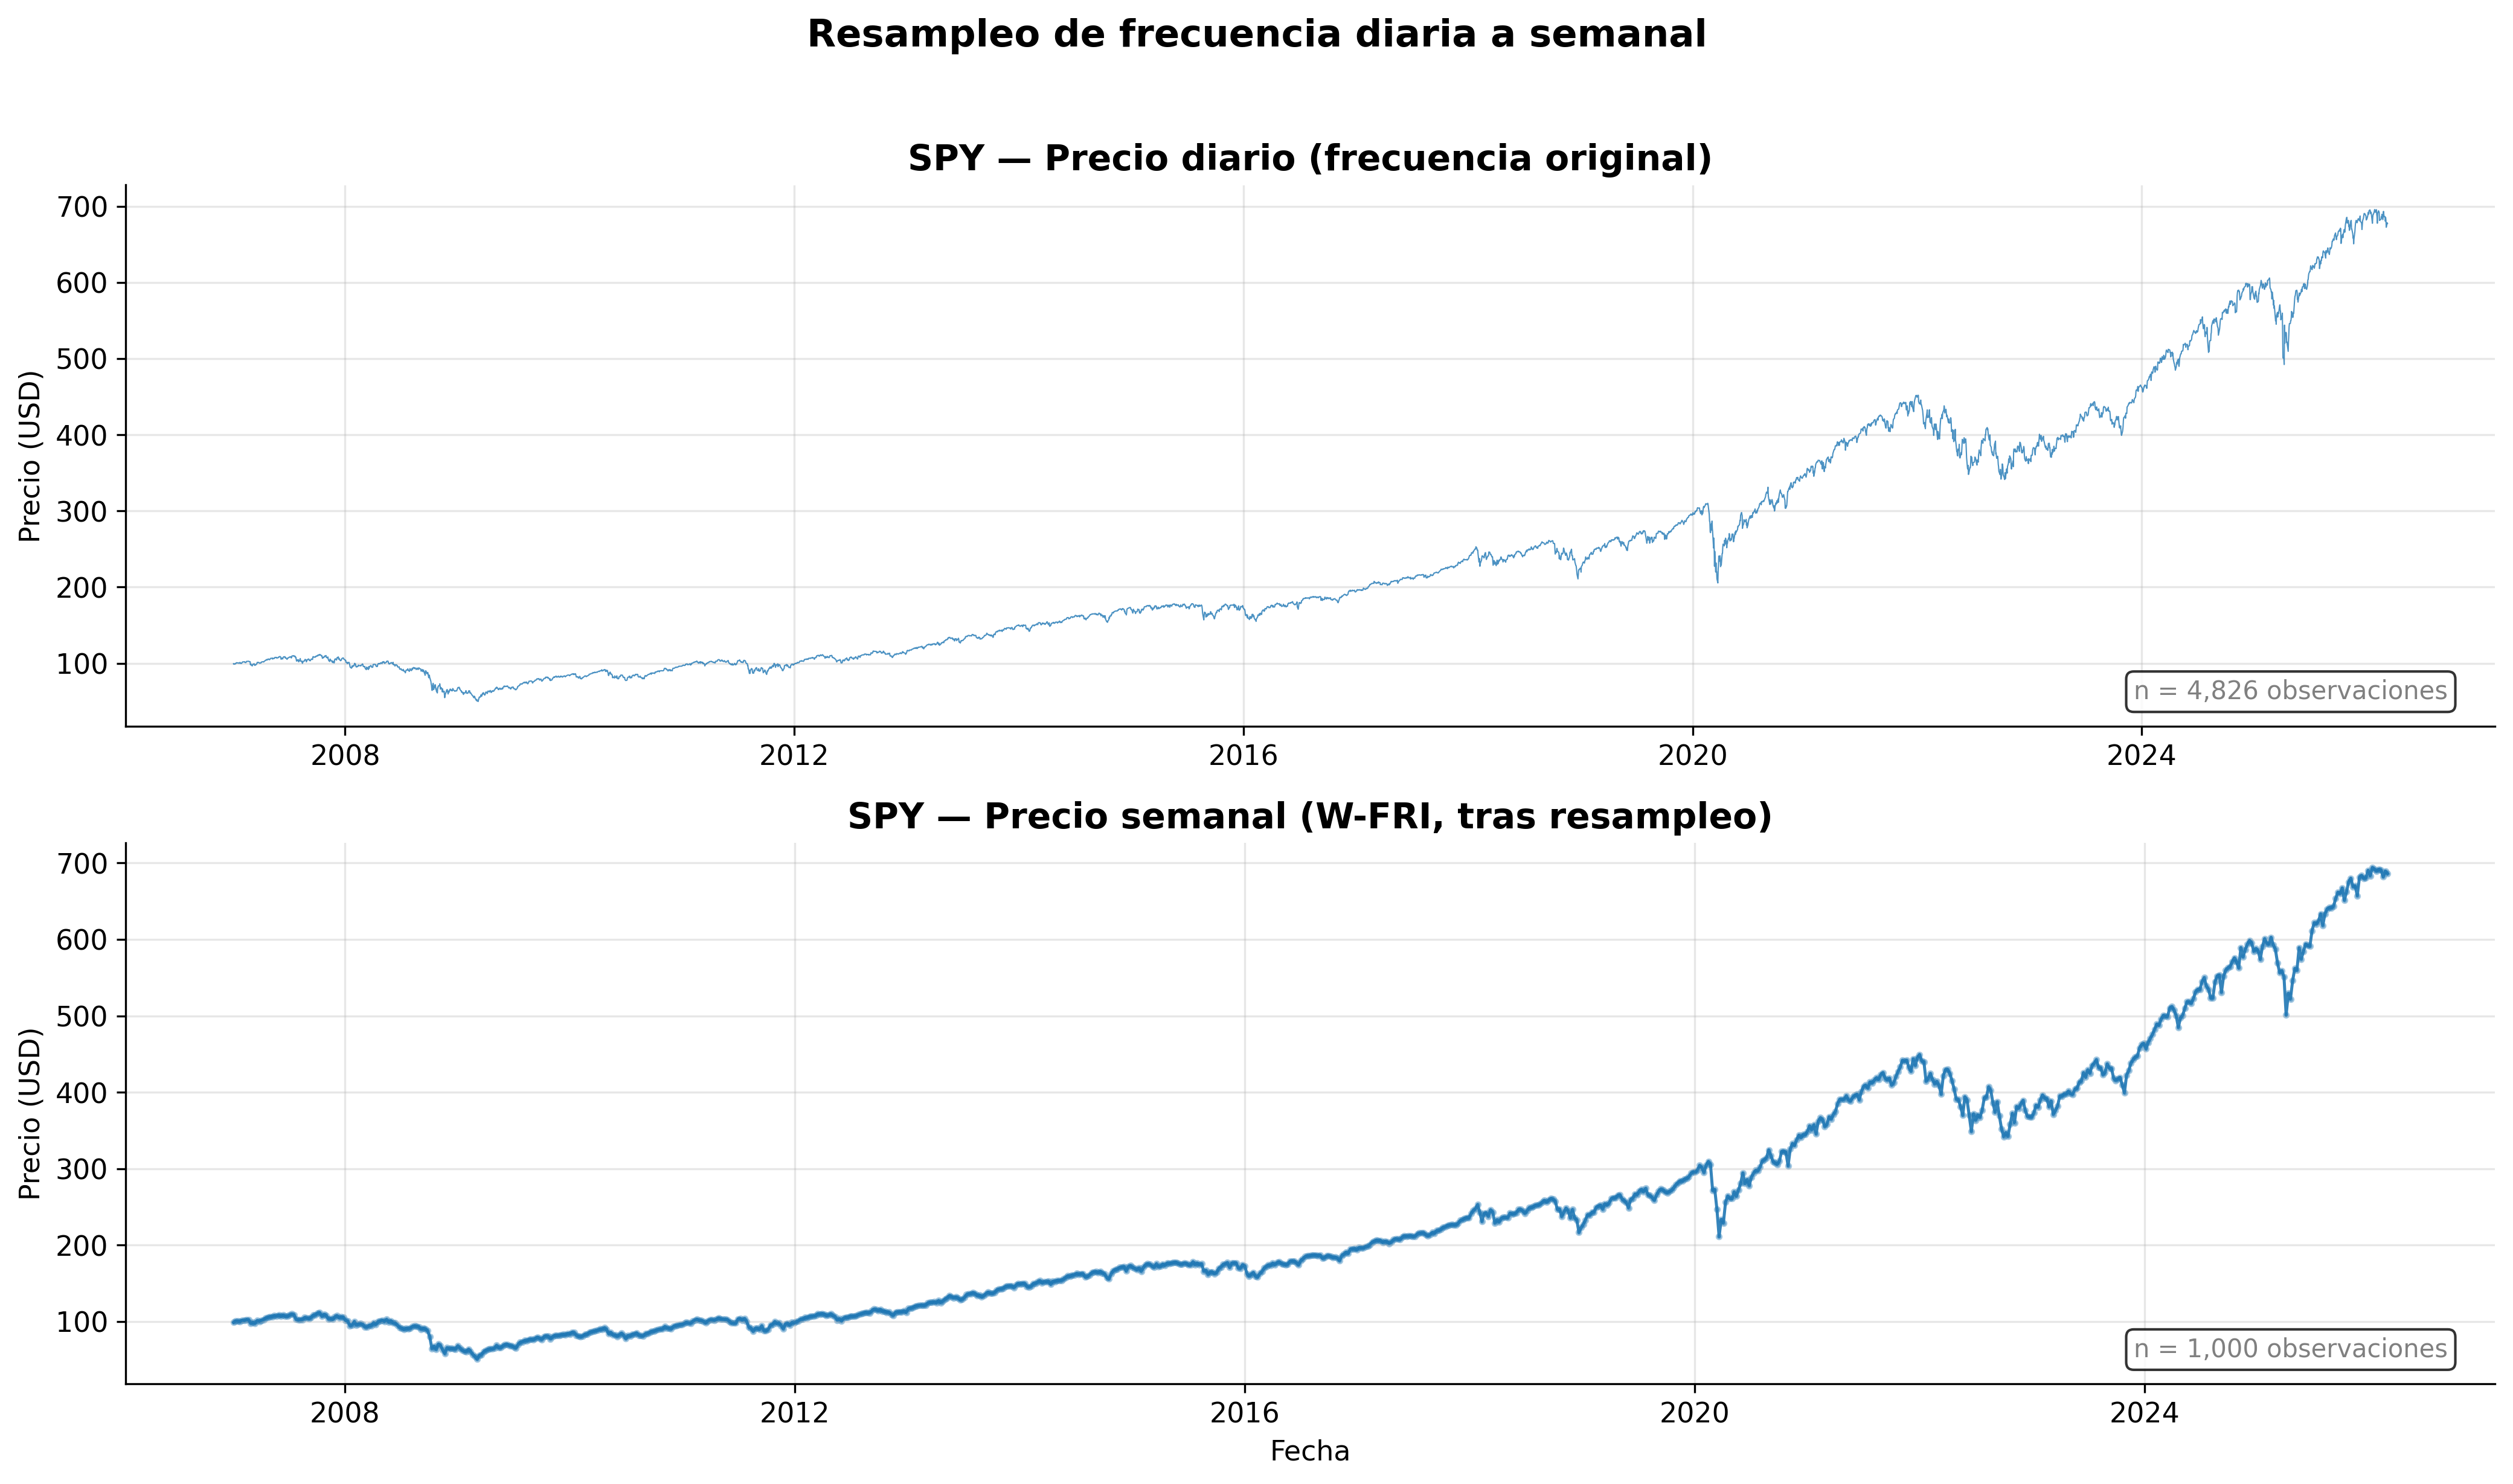 Resampleo de frecuencia diaria a semanal
SPY — Precio diario (frecuencia original)
Precio (USD)
700
600
500
400
300
200
100
n = 4,826 observaciones
2008 2012 2016 2020 2024
SPY — Precio semanal (W-FRI, tras resampleo)
Precio (USD)
700
600
500
400
300
200
100
n = 1,000 observaciones
2008 2012 2016 2020 2024
Fecha